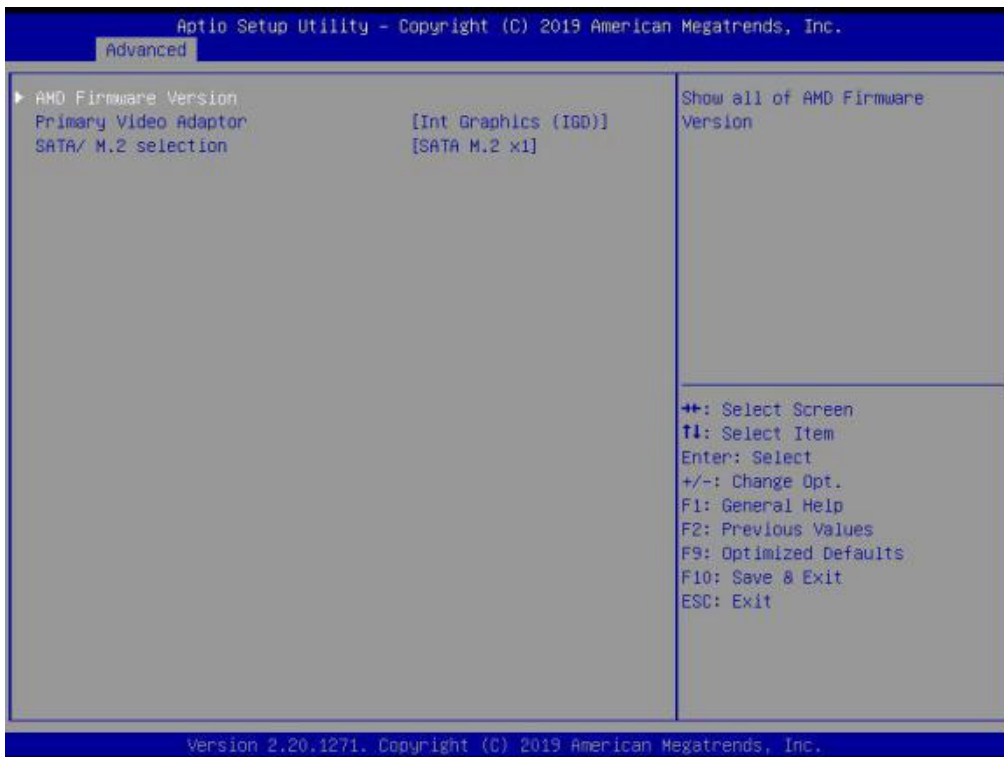 Aptio Setup Utility – Copyright (C) 2019 American Megatrends, Inc.
Advanced
► AMD Firmware Version
Primary Video Adaptor [Int Graphics (IGD)]
SATA/ M.2 selection [SATA M.2 x1]
Show all of AMD Firmware
Version
→←: Select Screen
↑↓: Select Item
Enter: Select
+/-: Change Opt.
F1: General Help
F2: Previous Values
F9: Optimized Defaults
F10: Save & Exit
ESC: Exit
Version 2.20.1271. Copyright (C) 2019 American Megatrends, Inc.